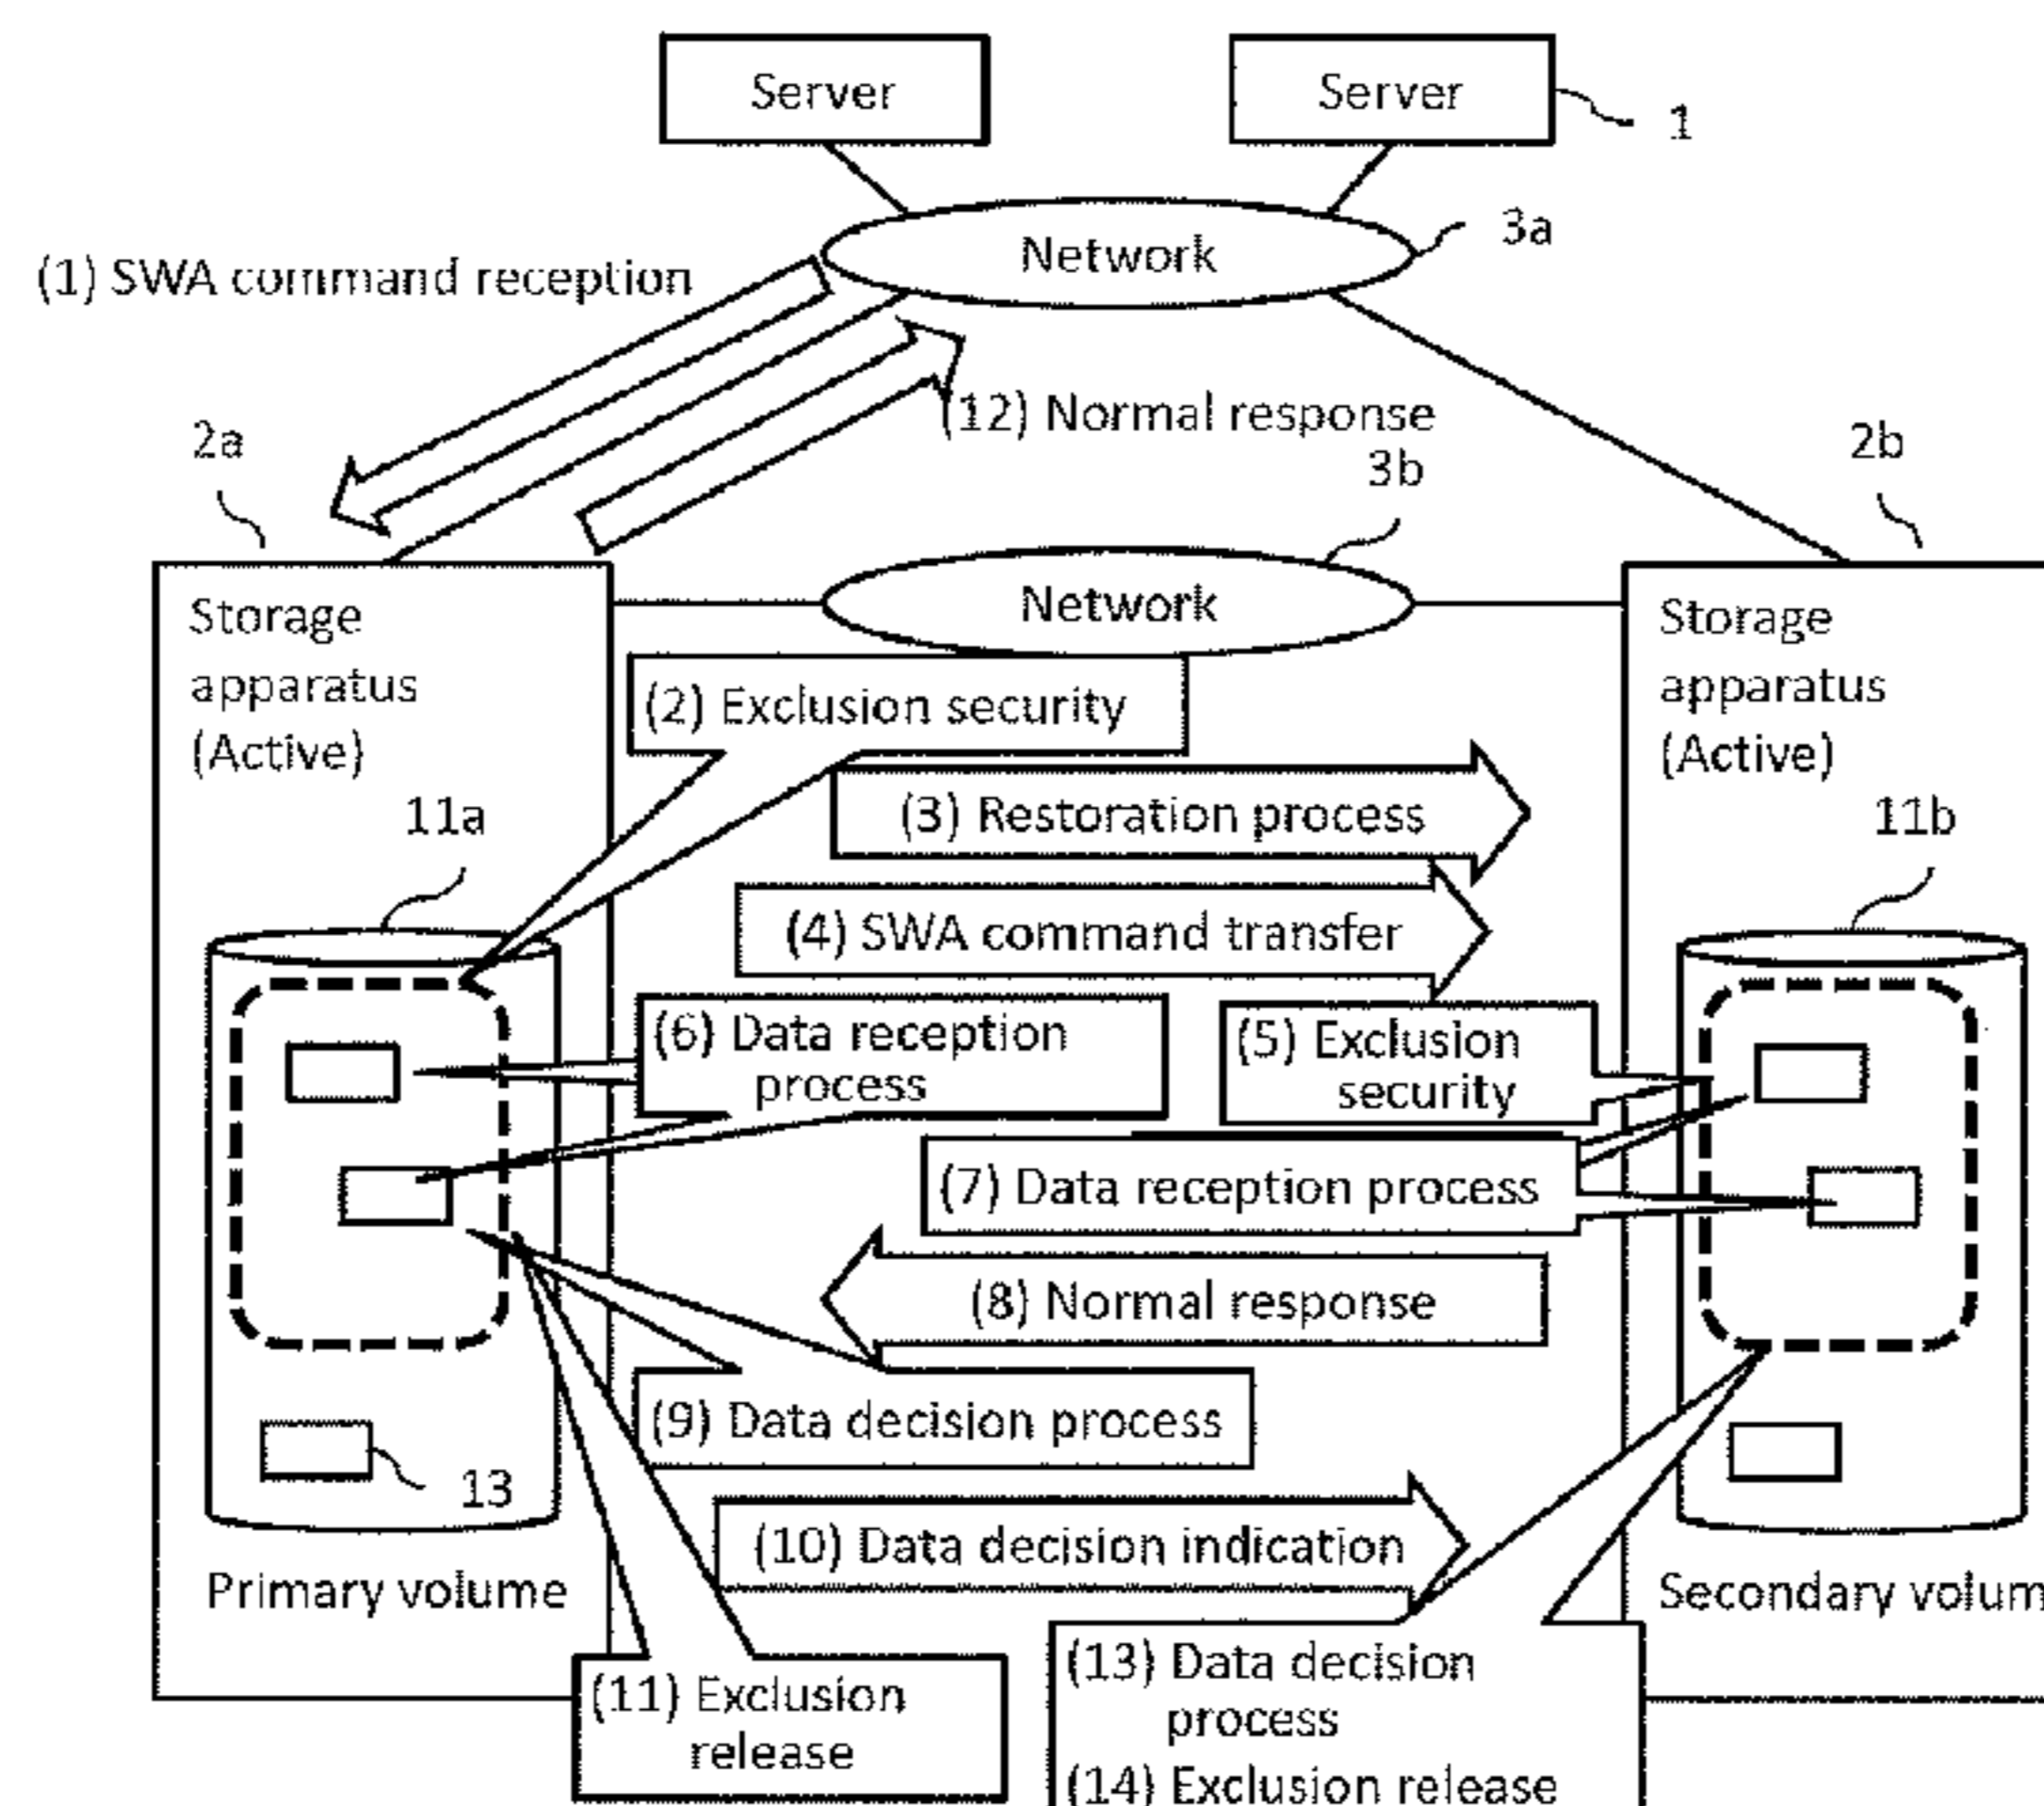 Server
Server
1
Network
3a
(1) SWA command reception
(12) Normal response
2a
3b
2b
Network
Storage
apparatus
(Active)
Storage
apparatus
(Active)
(2) Exclusion security
(3) Restoration process
11a
11b
(4) SWA command transfer
(6) Data reception
process
(5) Exclusion
security
(7) Data reception process
(8) Normal response
(9) Data decision process
13
(10) Data decision indication
Primary volume
Secondary volum
(11) Exclusion
release
(13) Data decision
process
(14) Exclusion release